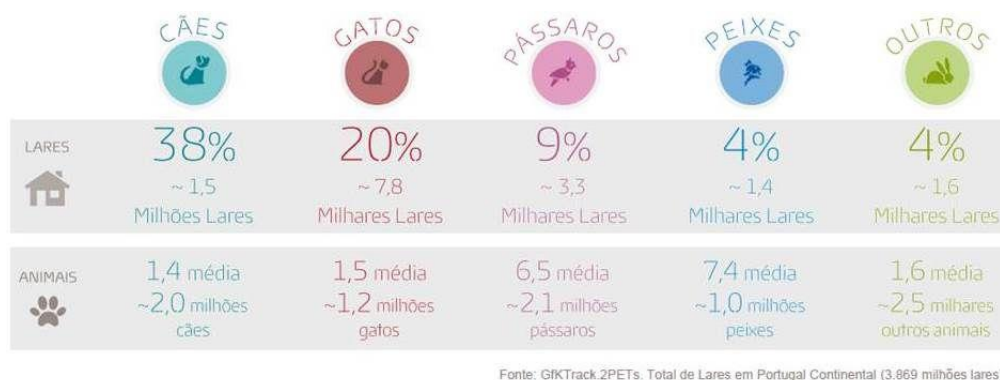 CÃES
GATOS
PÁSSAROS
PEIXES
OUTROS
LARES
38%
~ 1,5
Milhões Lares
20%
~ 7,8
Milhares Lares
9%
~ 3,3
Milhares Lares
4%
~ 1,4
Milhares Lares
4%
~ 1,6
Milhares Lares
ANIMAIS
1,4 média
~2,0 milhões
cães
1,5 média
~1,2 milhões
gatos
6,5 média
~2,1 milhões
pássaros
7,4 média
~1,0 milhões
peixes
1,6 média
~2,5 milhares
outros animais
Fonte: GfKTrack.2PETs. Total de Lares em Portugal Continental (3.869 milhões lares